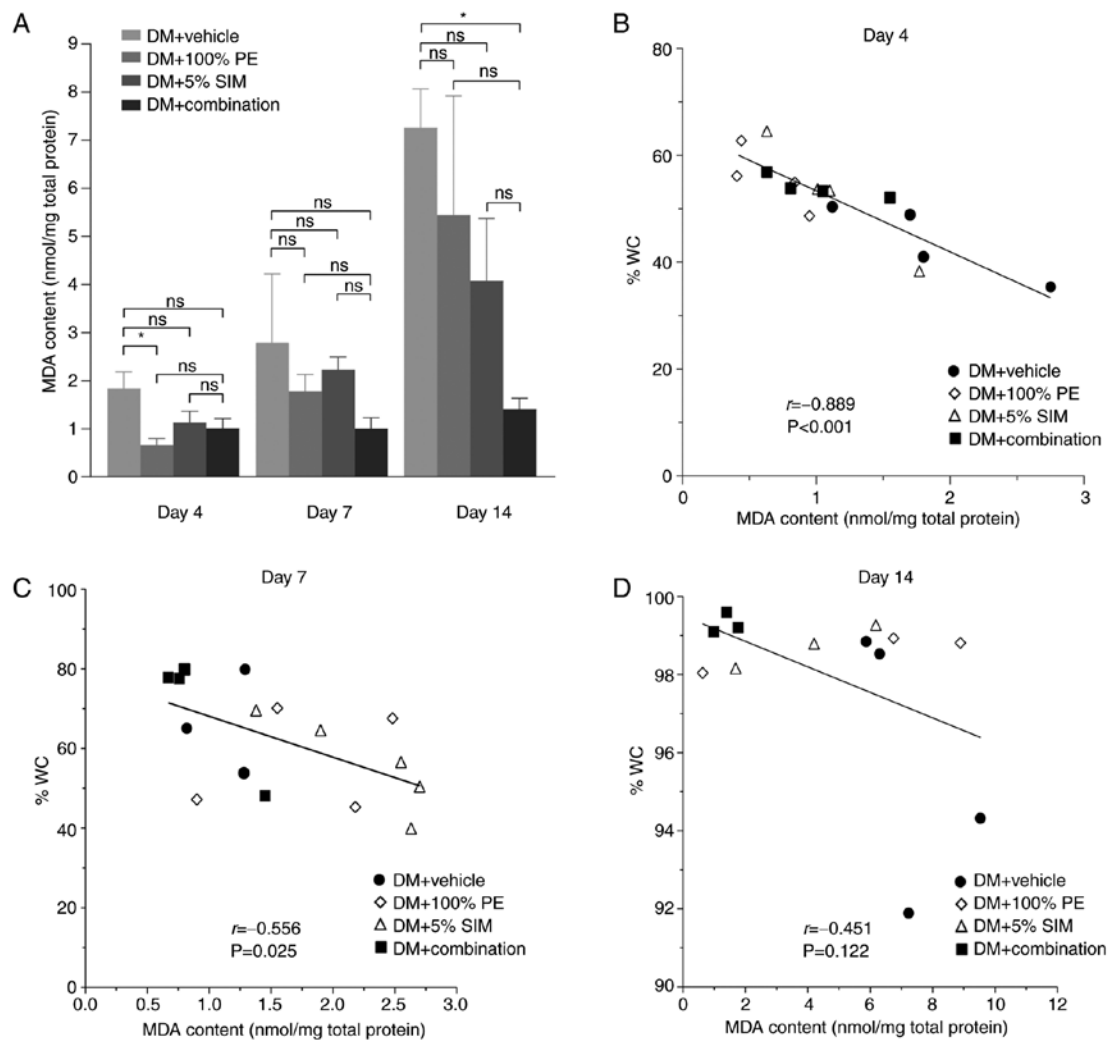 A
DM+vehicle
DM+100% PE
DM+5% SIM
DM+combination
MDA content (nmol/mg total protein)
9
8
7
6
5
4
3
2
1
0
ns
ns
*
ns
ns
ns
ns
ns
ns
ns
*
ns
ns
ns
ns
Day 4
Day 7
Day 14
B
Day 4
% WC
80
60
40
20
0
0
1
2
3
MDA content (nmol/mg total protein)
r=−0.889
P<0.001
DM+vehicle
DM+100% PE
DM+5% SIM
DM+combination
C
Day 7
% WC
100
80
60
40
20
0
0.0
0.5
1.0
1.5
2.0
2.5
3.0
MDA content (nmol/mg total protein)
r=−0.556
P=0.025
DM+vehicle
DM+100% PE
DM+5% SIM
DM+combination
D
Day 14
% WC
100
98
96
94
92
90
0
2
4
6
8
10
12
MDA content (nmol/mg total protein)
r=−0.451
P=0.122
DM+vehicle
DM+100% PE
DM+5% SIM
DM+combination